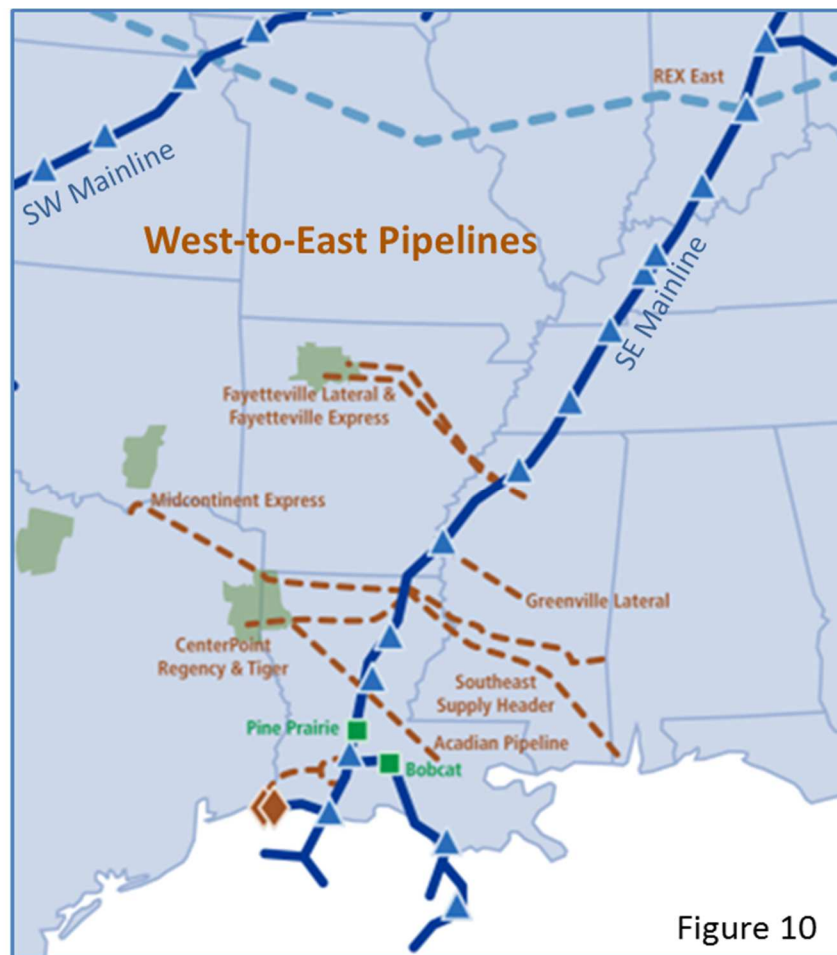 REX East
SW Mainline
West-to-East Pipelines
SE Mainline
Fayetteville Lateral &
Fayetteville Express
Midcontinent Express
Greenville Lateral
CenterPoint
Regency & Tiger
Southeast
Supply Header
Pine Prairie
Acadian Pipeline
Bobcat
Figure 10